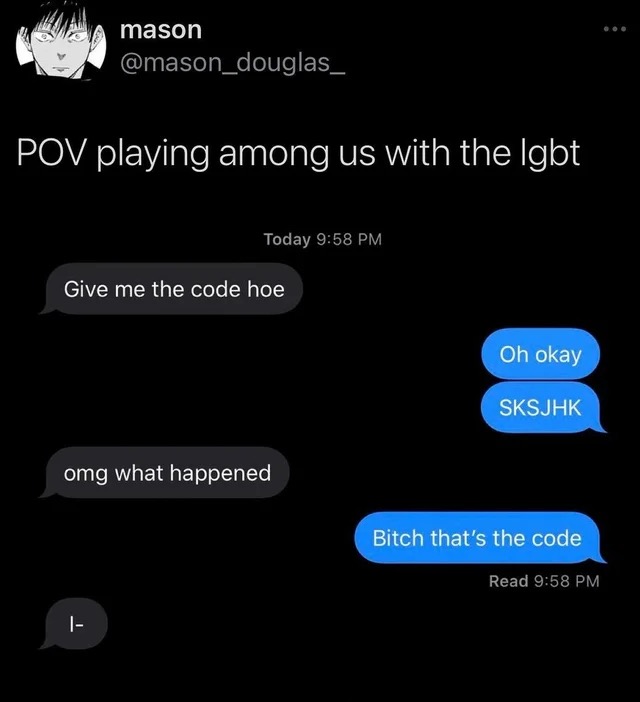 mason
@mason_douglas_
POV playing among us with the lgbt
Today 9:58 PM
Give me the code hoe
Oh okay
SKSJHK
omg what happened
Bitch that’s the code
Read 9:58 PM
I-